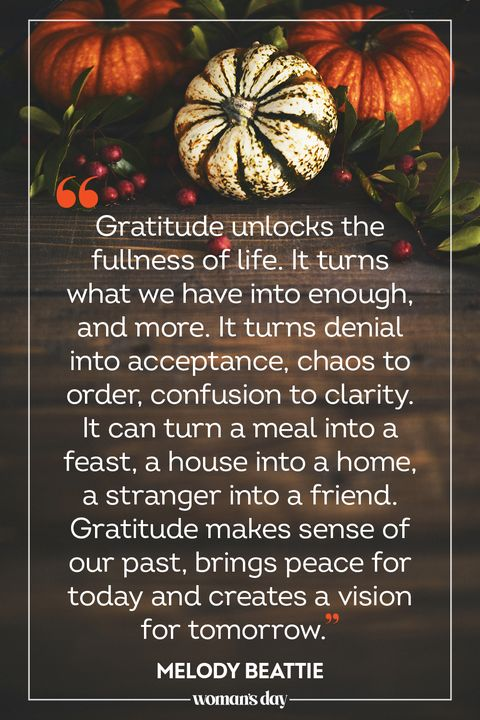 “
Gratitude unlocks the
fullness of life. It turns
what we have into enough,
and more. It turns denial
into acceptance, chaos to
order, confusion to clarity.
It can turn a meal into a
feast, a house into a home,
a stranger into a friend.
Gratitude makes sense of
our past, brings peace for
today and creates a vision
for tomorrow.”
MELODY BEATTIE
woman's day